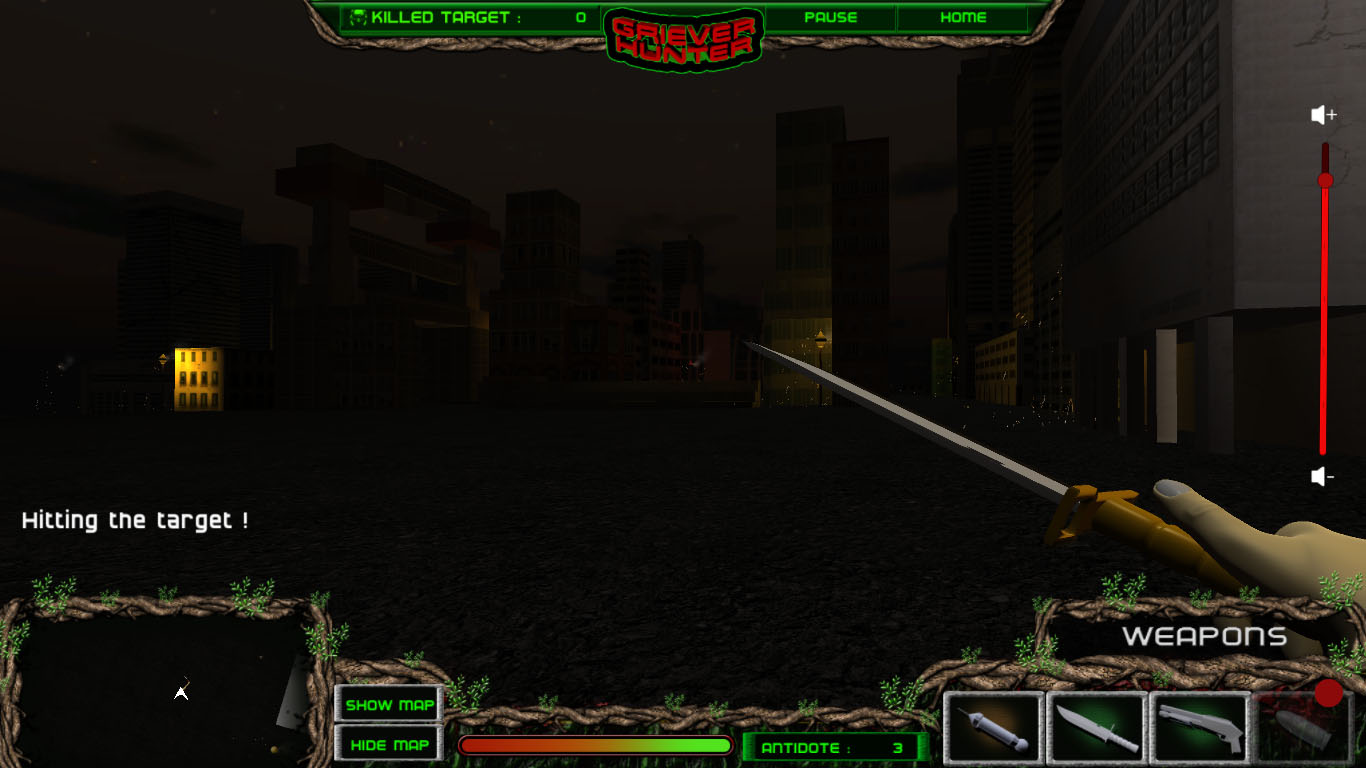 KILLED TARGET : 0
GRIEVER
HUNTER
PAUSE
HOME
Hitting the target !
WEAPONS
SHOW MAP
HIDE MAP
ANTIDOTE : 3